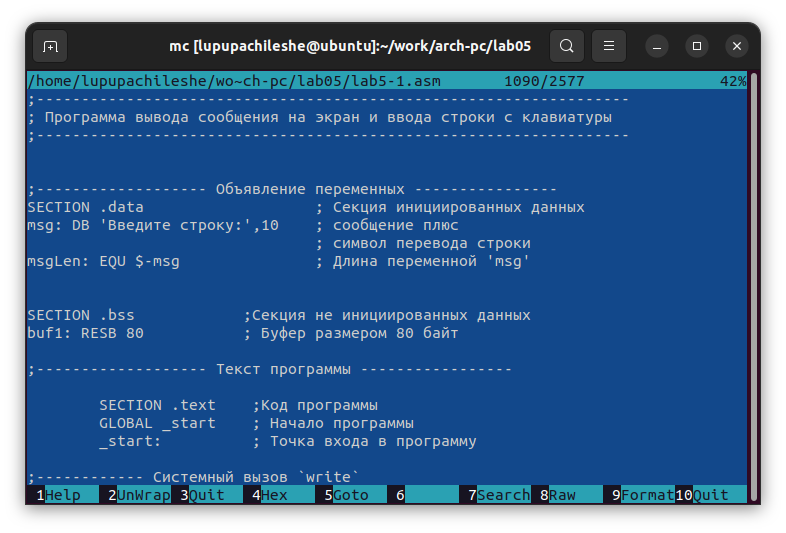 mc [lupupachileshe@ubuntu]:~/work/arch-pc/lab05
/home/lupupachileshe/wo~ch-pc/lab05/lab5-1.asm       1090/2577               42%
;------------------------------------------------------------------
; Программа вывода сообщения на экран и ввода строки с клавиатуры
;------------------------------------------------------------------
;------------------- Объявление переменных ----------------
SECTION .data                   ; Секция инициированных данных
msg: DB 'Введите строку:',10    ; сообщение плюс
                                ; символ перевода строки
msgLen: EQU $-msg               ; Длина переменной 'msg'
SECTION .bss            ;Секция не инициированных данных
buf1: RESB 80           ; Буфер размером 80 байт
;------------------- Текст программы -----------------
        SECTION .text    ;Код программы
        GLOBAL _start    ; Начало программы
        _start:          ; Точка входа в программу
;------------ Системный вызов `write`
 1Help   2UnWrap 3Quit   4Hex    5Goto   6       7Search 8Raw    9Format10Quit